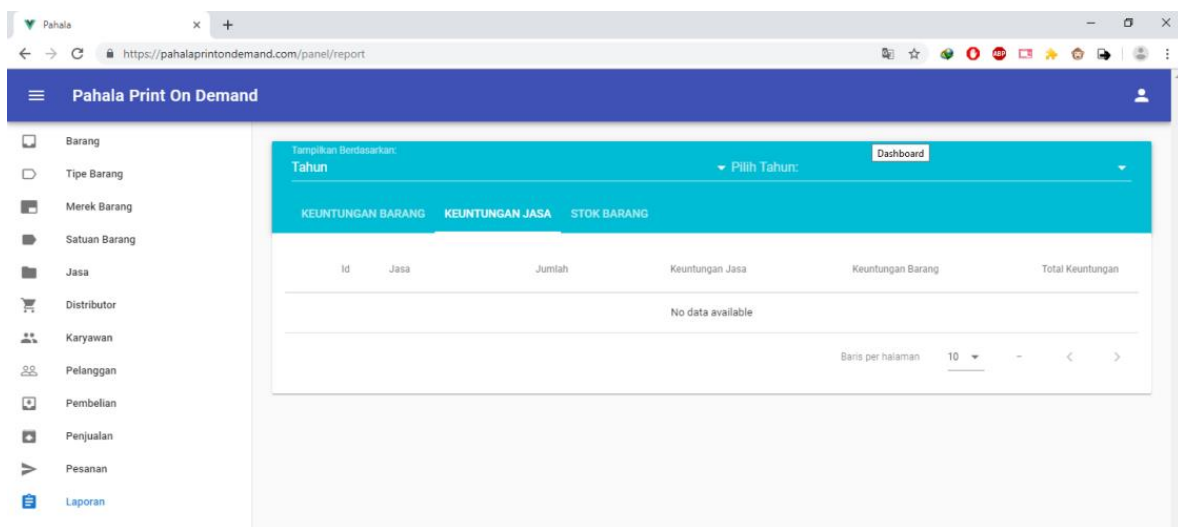 Pahala
https://pahalaprintondemand.com/panel/report
ABP
Pahala Print On Demand
Barang
Tipe Barang
Merek Barang
Satuan Barang
Jasa
Distributor
Karyawan
Pelanggan
Pembelian
Penjualan
Pesanan
Laporan
Tampilkan Berdasarkan:
Tahun
Pilih Tahun:
Dashboard
KEUNTUNGAN BARANG KEUNTUNGAN JASA STOK BARANG
Id Jasa Jumlah Keuntungan Jasa Keuntungan Barang Total Keuntungan
No data available
Baris per halaman 10 –